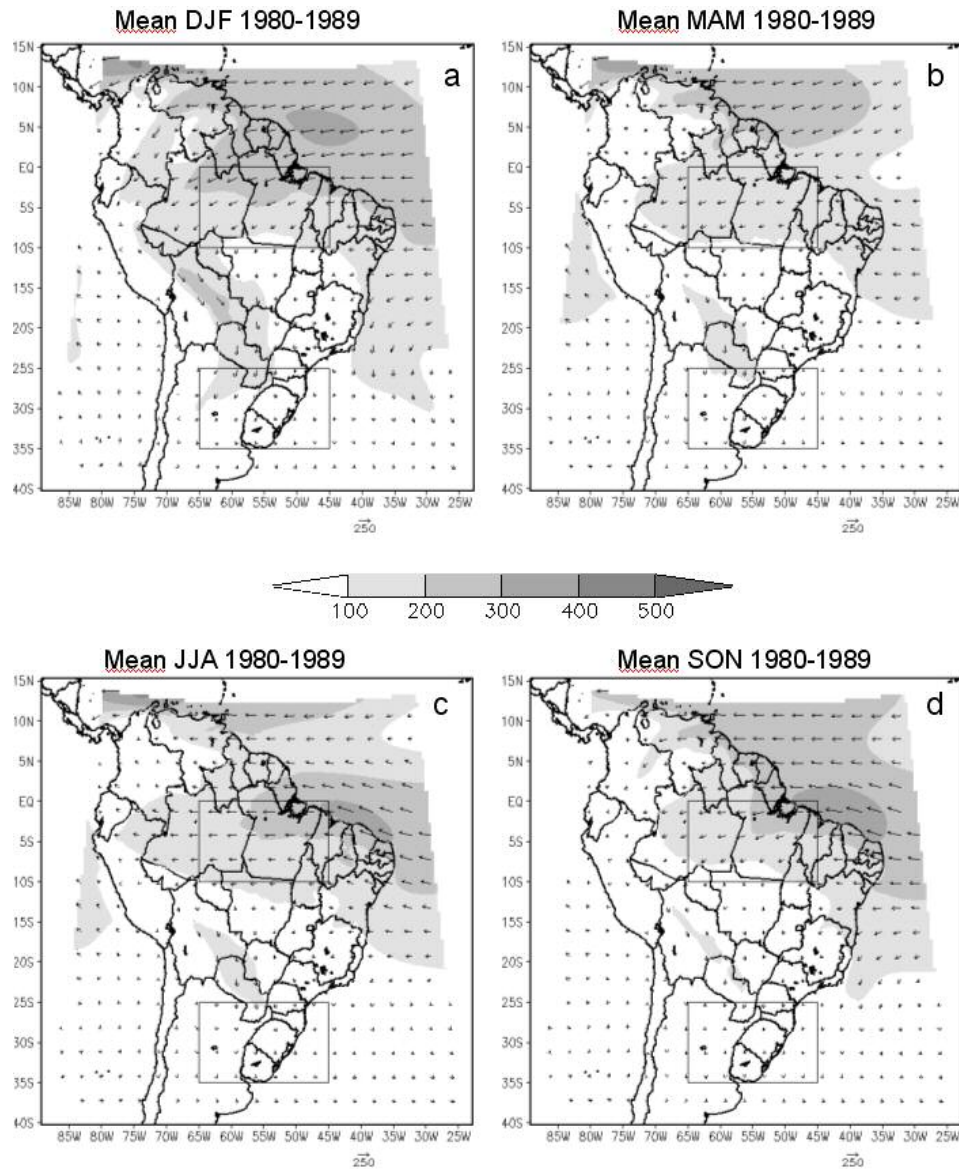 Mean DJF 1980-1989
Mean MAM 1980-1989
15N
10N
5N
EQ
5S
10S
15S
20S
25S
30S
35S
40S
a
85W 80W 75W 70W 65W 60W 55W 50W 45W 40W 35W 30W 25W
250
15N
10N
5N
EQ
5S
10S
15S
20S
25S
30S
35S
40S
b
85W 80W 75W 70W 65W 60W 55W 50W 45W 40W 35W 30W 25W
250
100 200 300 400 500
Mean JJA 1980-1989
Mean SON 1980-1989
15N
10N
5N
EQ
5S
10S
15S
20S
25S
30S
35S
40S
c
85W 80W 75W 70W 65W 60W 55W 50W 45W 40W 35W 30W 25W
250
15N
10N
5N
EQ
5S
10S
15S
20S
25S
30S
35S
40S
d
85W 80W 75W 70W 65W 60W 55W 50W 45W 40W 35W 30W 25W
250